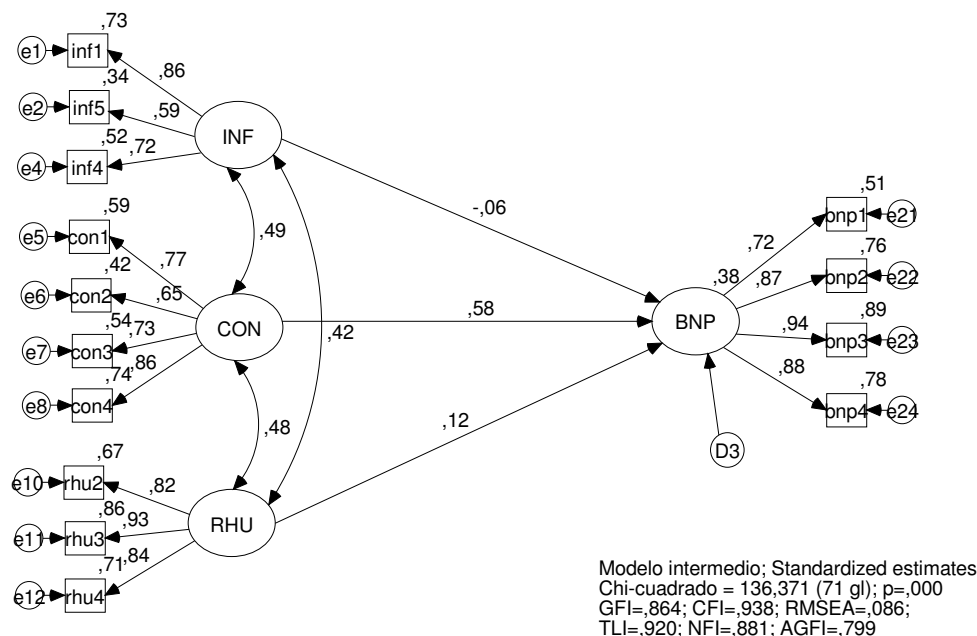 ,73
e1
inf1
,86
,34
e2
inf5
,59
,52
,72
e4
inf4
INF
,59
e5
con1
,77
,42
e6
con2
,65
,54
,73
e7
con3
,74
,86
e8
con4
CON
,49
,42
,48
,67
e10
rhu2
,82
,86
,93
e11
rhu3
,71
,84
e12
rhu4
RHU
-,06
,58
,12
,38
BNP
D3
,51
,72
bnp1
e21
,76
,87
bnp2
e22
,89
,94
bnp3
e23
,78
,88
bnp4
e24
Modelo intermedio; Standardized estimates
Chi-cuadrado = 136,371 (71 gl); p=,000
GFI=,864; CFI=,938; RMSEA=,086;
TLI=,920; NFI=,881; AGFI=,799